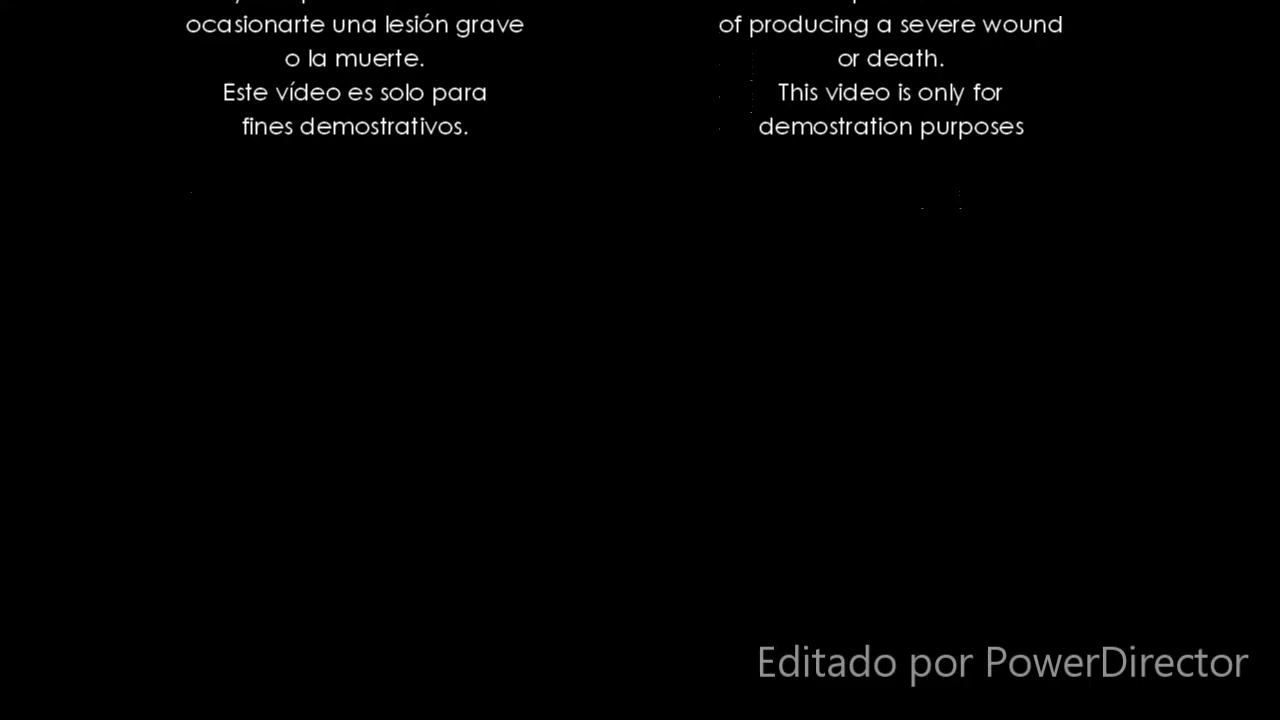 ocasionarte una lesión grave
o la muerte.
Este vídeo es solo para
fines demostrativos.
of producing a severe wound
or death.
This video is only for
demostration purposes
Editado por PowerDirector